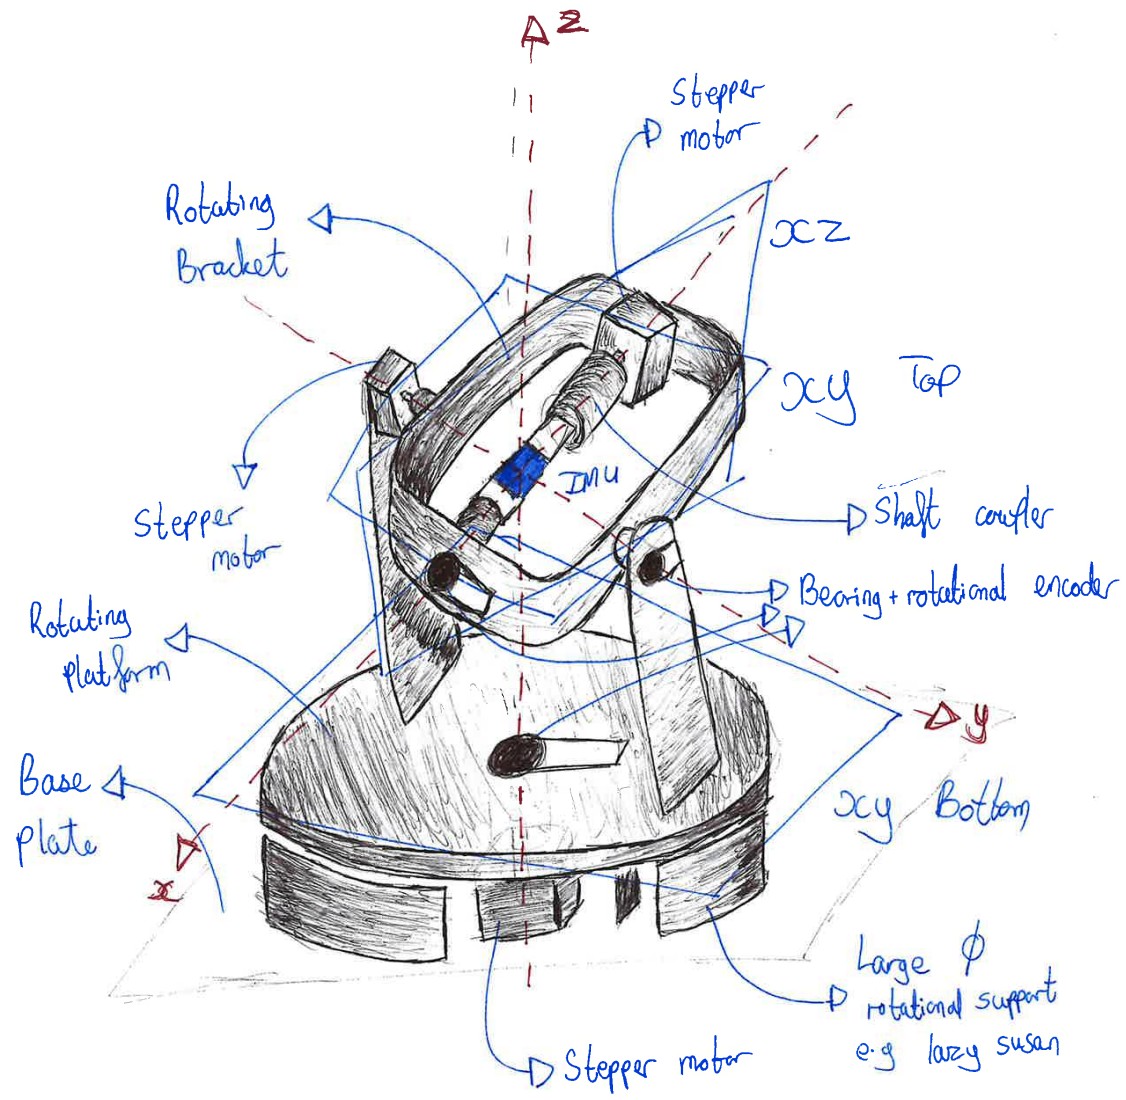 z
Stepper
motor
Rotating
Bracket
xz
xy Top
IMU
Stepper
motor
Shaft coupler
Bearing + rotational encoder
Rotating
platform
y
Base
plate
xy Bottom
x
Large ϕ
rotational support
e.g lazy susan
Stepper motor